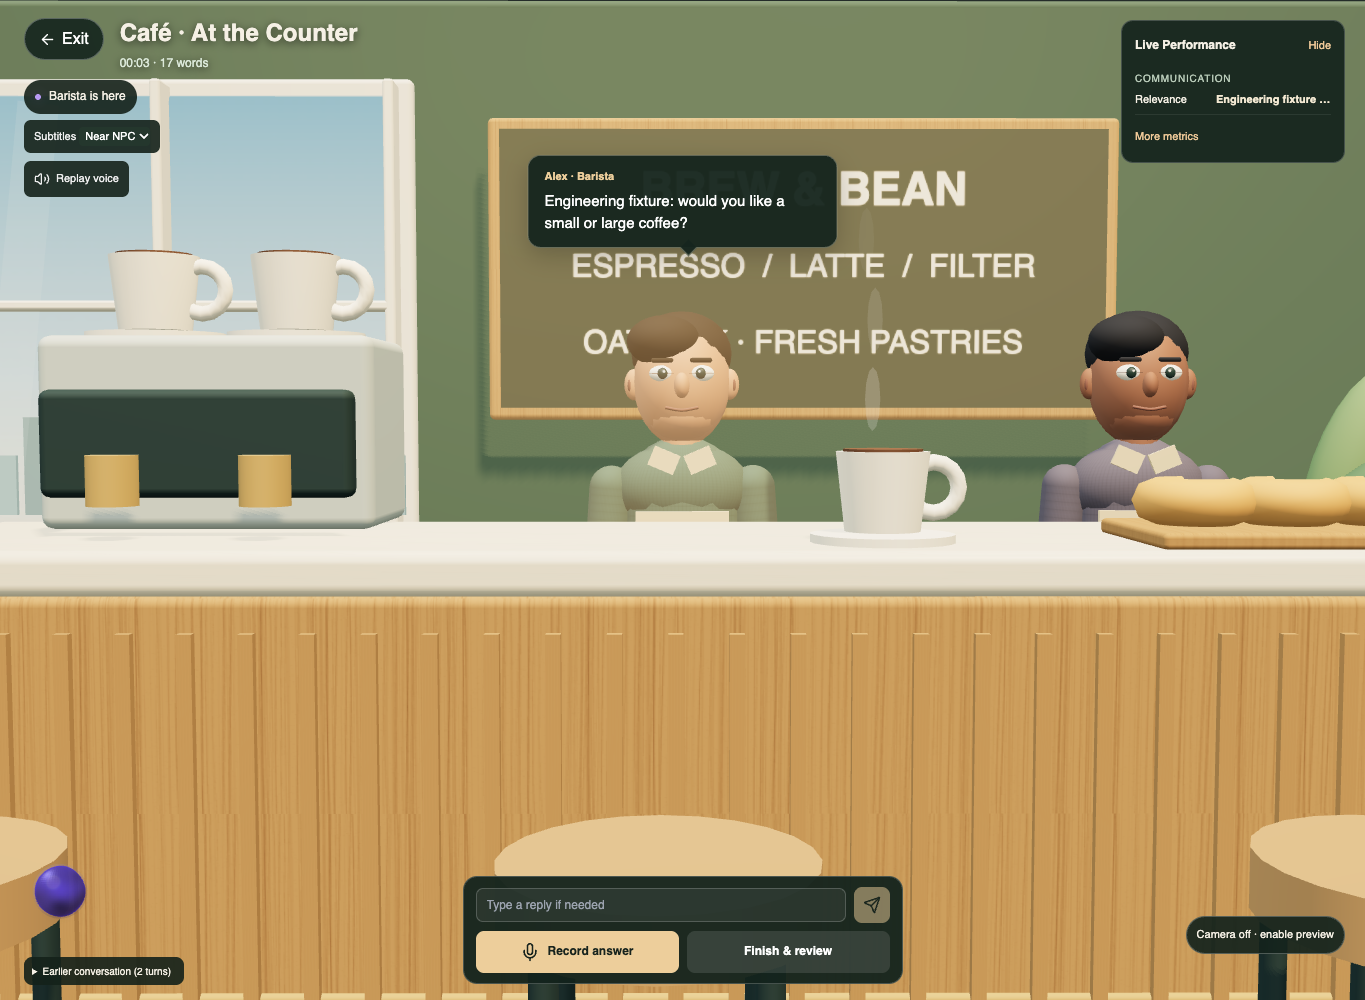 Exit
Café · At the Counter
00:03 · 17 words
Barista is here
Subtitles Near NPC
Replay voice
Live Performance Hide
COMMUNICATION
Relevance Engineering fixture ...
More metrics
Alex · Barista
Engineering fixture: would you like a
small or large coffee?
BREW & BEAN
ESPRESSO / LATTE / FILTER
· FRESH PASTRIES
Type a reply if needed
Record answer
Finish & review
Camera off · enable preview
Earlier conversation (2 turns)